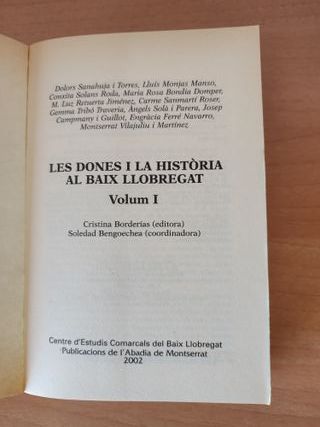 Dolors Sanahuja i Torres, Lluís Monjas Manso,
Conxita Solans Roda, Maria Rosa Bondia Domper,
M. Luz Retuerta Jiménez, Carme Sanmartí Roset,
Gemma Tribó Traveria, Àngels Solà i Parera, Josep
Campmany i Guillot, Engràcia Ferré Navarro,
Montserrat Vilajuliu i Martínez
LES DONES I LA HISTÒRIA
AL BAIX LLOBREGAT
Volum I
Cristina Borderías (editora)
Soledad Bengoechea (coordinadora)
Centre d'Estudis Comarcals del Baix Llobregat
Publicacions de l'Abadia de Montserrat
2002